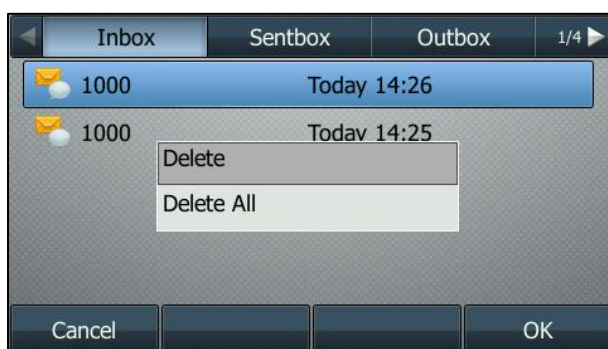 Inbox Sentbox Outbox 1/4
1000 Today 14:26
1000 Today 14:25
Delete
Delete All
Cancel OK